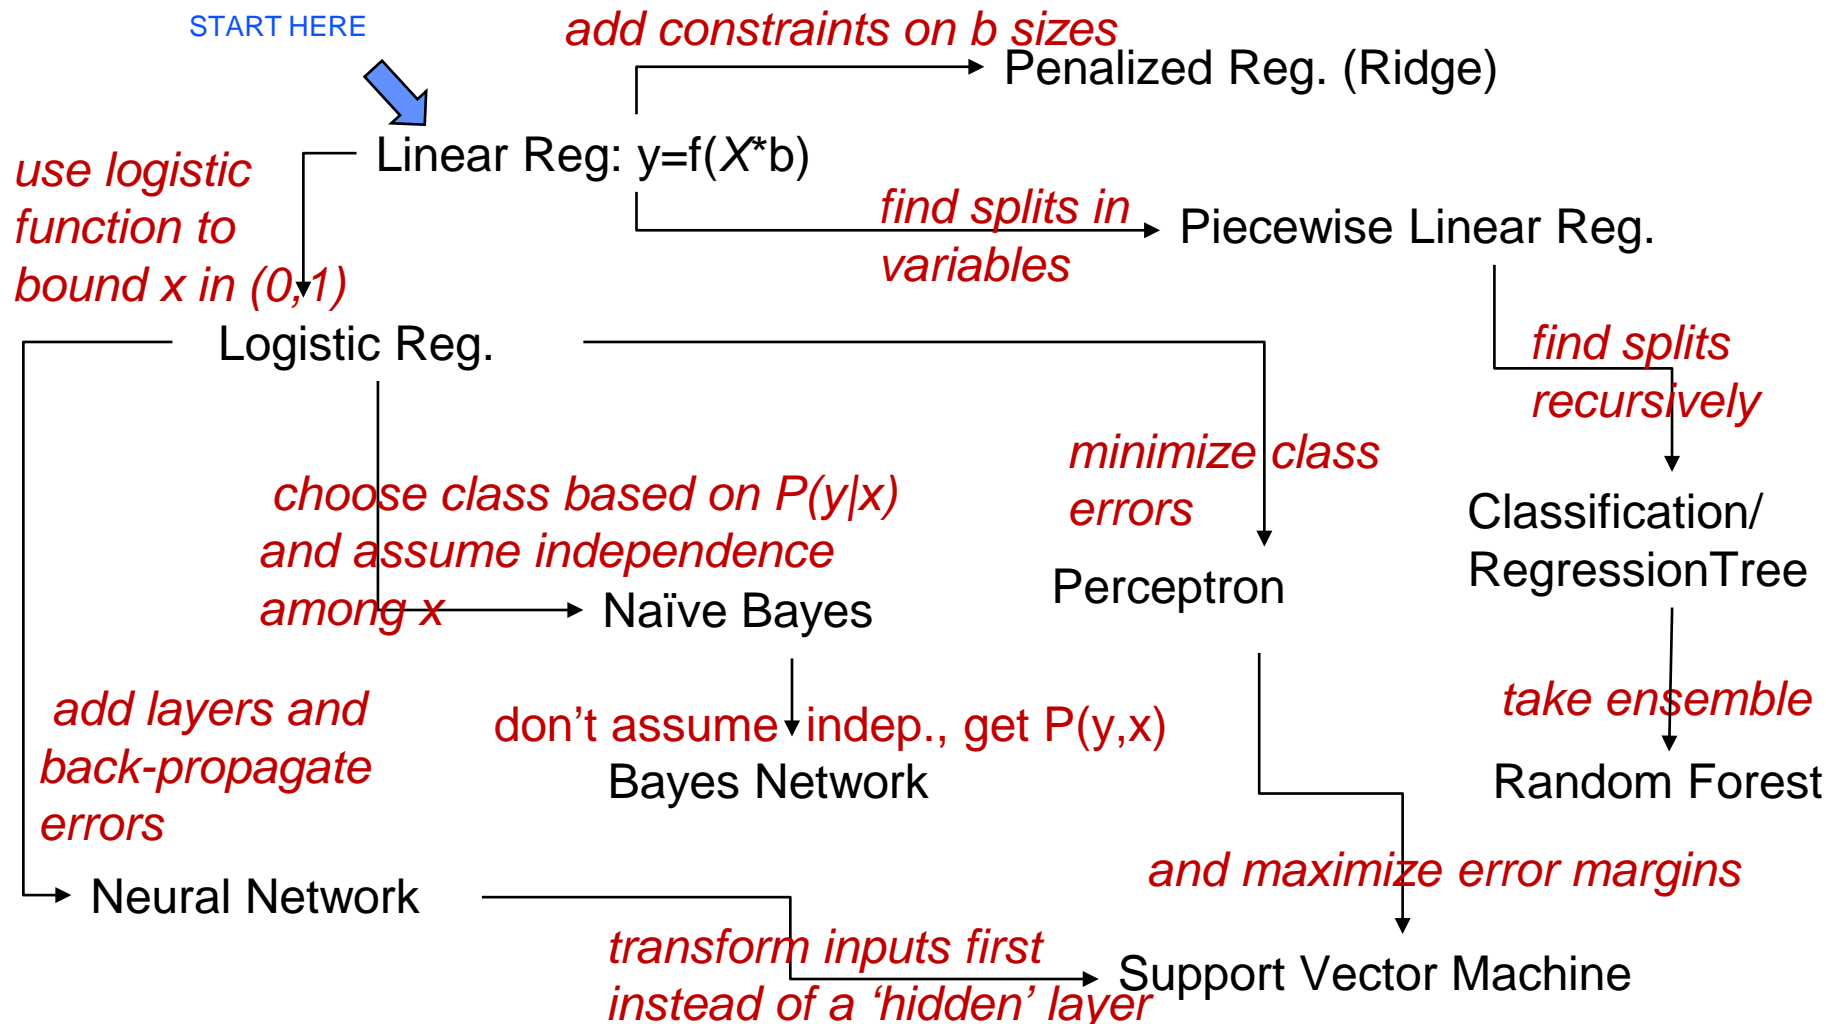 START HERE
add constraints on b sizes
Penalized Reg. (Ridge)
Linear Reg: y=f(X*b)
use logistic
function to
bound x in (0,1)
find splits in
variables
Piecewise Linear Reg.
Logistic Reg.
find splits
recursively
minimize class
errors
choose class based on P(y|x)
and assume independence
among x
Classification/
RegressionTree
Perceptron
Naïve Bayes
add layers and
back-propagate
errors
don’t assume indep., get P(y,x)
Bayes Network
take ensemble
Random Forest
and maximize error margins
Neural Network
transform inputs first
instead of a ‘hidden’ layer
Support Vector Machine